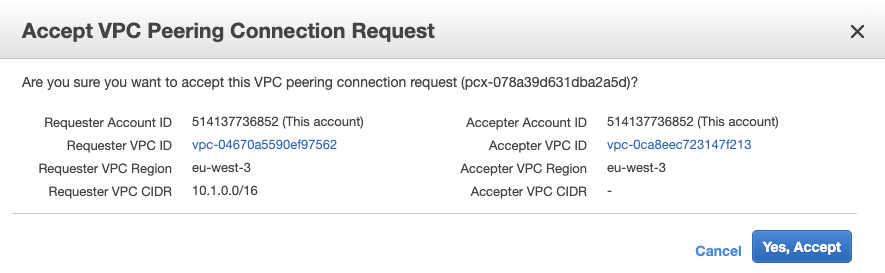 Accept VPC Peering Connection Request
Are you sure you want to accept this VPC peering connection request (pcx-078a39d631dba2a5d)?
Requester Account ID 514137736852 (This account) Accepter Account ID 514137736852 (This account)
Requester VPC ID vpc-04670a5590ef97562 Accepter VPC ID vpc-0ca8eec723147f213
Requester VPC Region eu-west-3 Accepter VPC Region eu-west-3
Requester VPC CIDR 10.1.0.0/16 Accepter VPC CIDR -
Cancel Yes, Accept